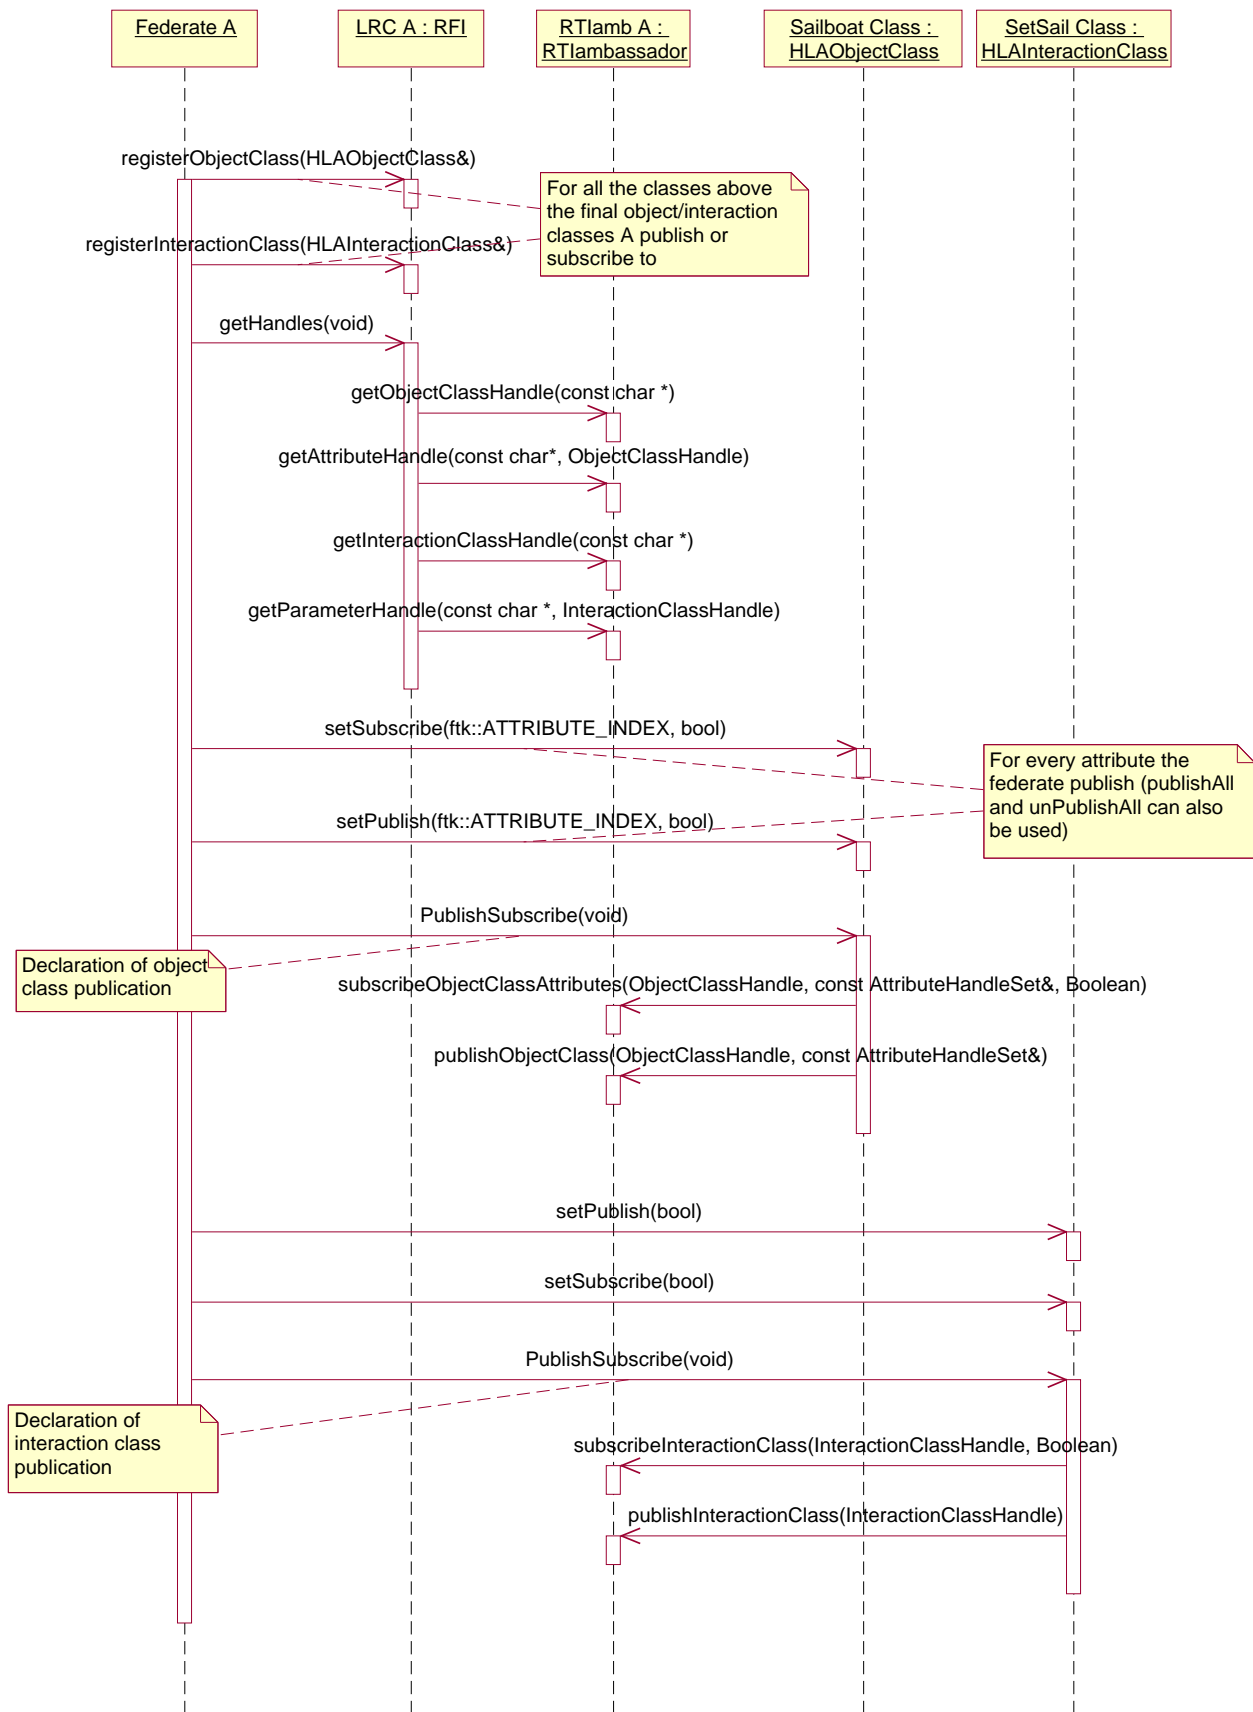 Federate A
LRC A : RFI
RTIamb A :
RTIambassador
Sailboat Class :
HLAObjectClass
SetSail Class :
HLAInteractionClass
registerObjectClass(HLAObjectClass&)
For all the classes above
the final object/interaction
classes A publish or
subscribe to
registerInteractionClass(HLAInteractionClass&)
getHandles(void)
getObjectClassHandle(const char *)
getAttributeHandle(const char*, ObjectClassHandle)
getInteractionClassHandle(const char *)
getParameterHandle(const char *, InteractionClassHandle)
setSubscribe(ftk::ATTRIBUTE_INDEX, bool)
For every attribute the
federate publish (publishAll
and unPublishAll can also
be used)
setPublish(ftk::ATTRIBUTE_INDEX, bool)
PublishSubscribe(void)
Declaration of object
class publication
subscribeObjectClassAttributes(ObjectClassHandle, const AttributeHandleSet&, Boolean)
publishObjectClass(ObjectClassHandle, const AttributeHandleSet&)
setPublish(bool)
setSubscribe(bool)
PublishSubscribe(void)
Declaration of
interaction class
publication
subscribeInteractionClass(InteractionClassHandle, Boolean)
publishInteractionClass(InteractionClassHandle)